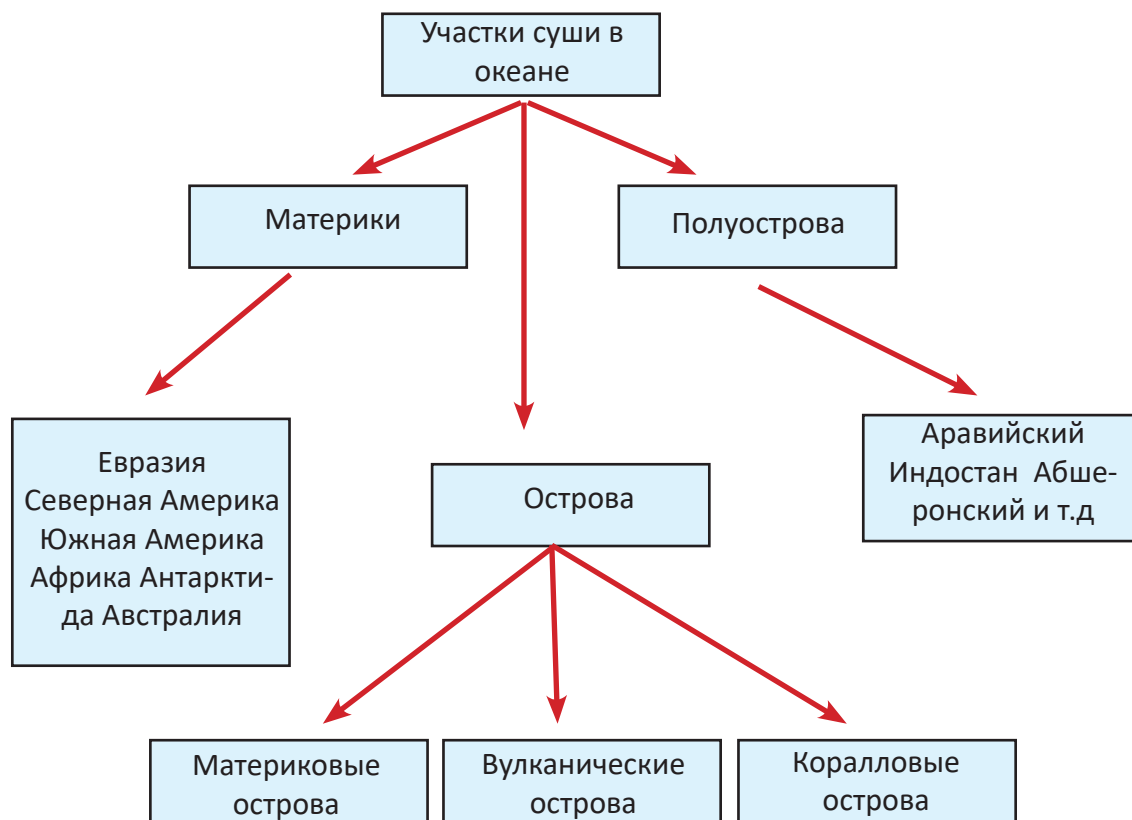 Участки суши в
океане
Материки
Полуострова
Евразия
Северная Америка
Южная Америка
Африка Антаркти-
да Австралия
Острова
Аравийский
Индостан Абше-
ронский и т.д
Материковые
острова
Вулканические
острова
Коралловые
острова